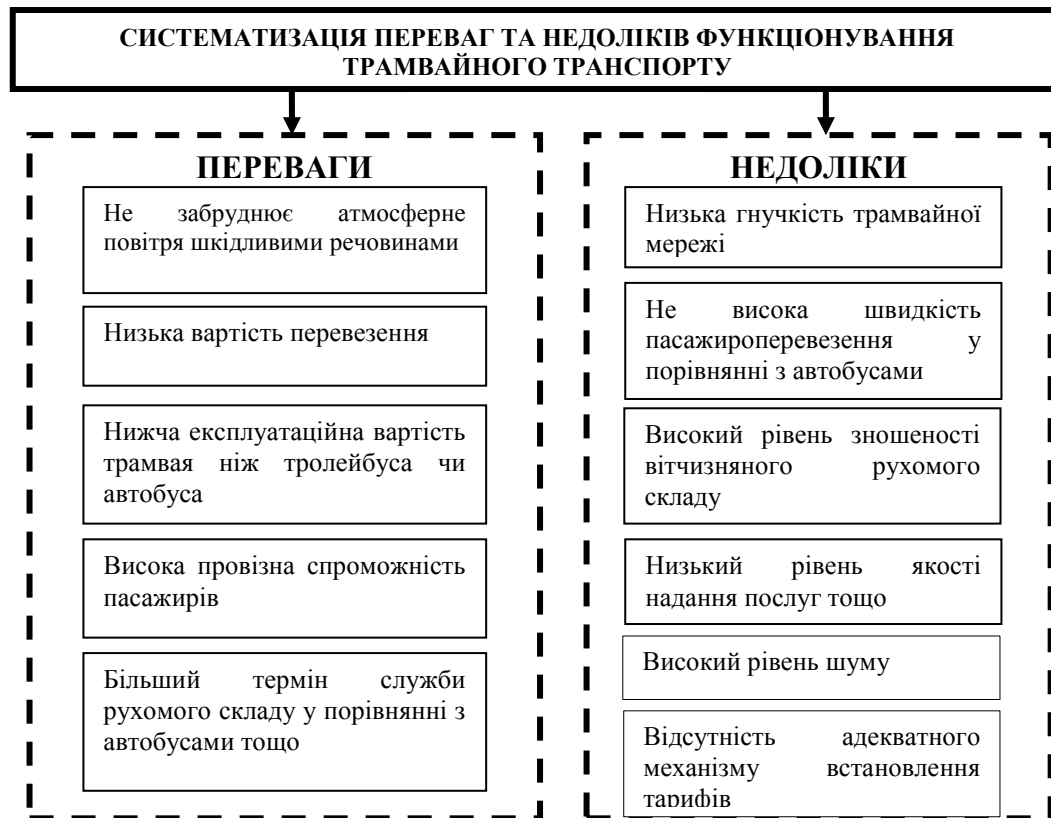 СИСТЕМАТИЗАЦІЯ ПЕРЕВАГ ТА НЕДОЛІКІВ ФУНКЦІОНУВАННЯ
ТРАМВАЙНОГО ТРАНСПОРТУ
ПЕРЕВАГИ
Не забруднює атмосферне
повітря шкідливими речовинами
Низька вартість перевезення
Нижча експлуатаційна вартість
трамвая ніж тролейбуса чи
автобуса
Висока провізна спроможність
пасажирів
Більший термін служби
рухомого складу у порівнянні з
автобусами тощо
НЕДОЛІКИ
Низька гнучкість трамвайної
мережі
Не висока швидкість
пасажироперевезення у
порівнянні з автобусами
Високий рівень зношеності
вітчизняного рухомого
складу
Низький рівень якості
надання послуг тощо
Високий рівень шуму
Відсутність адекватного
механізму встановлення
тарифів